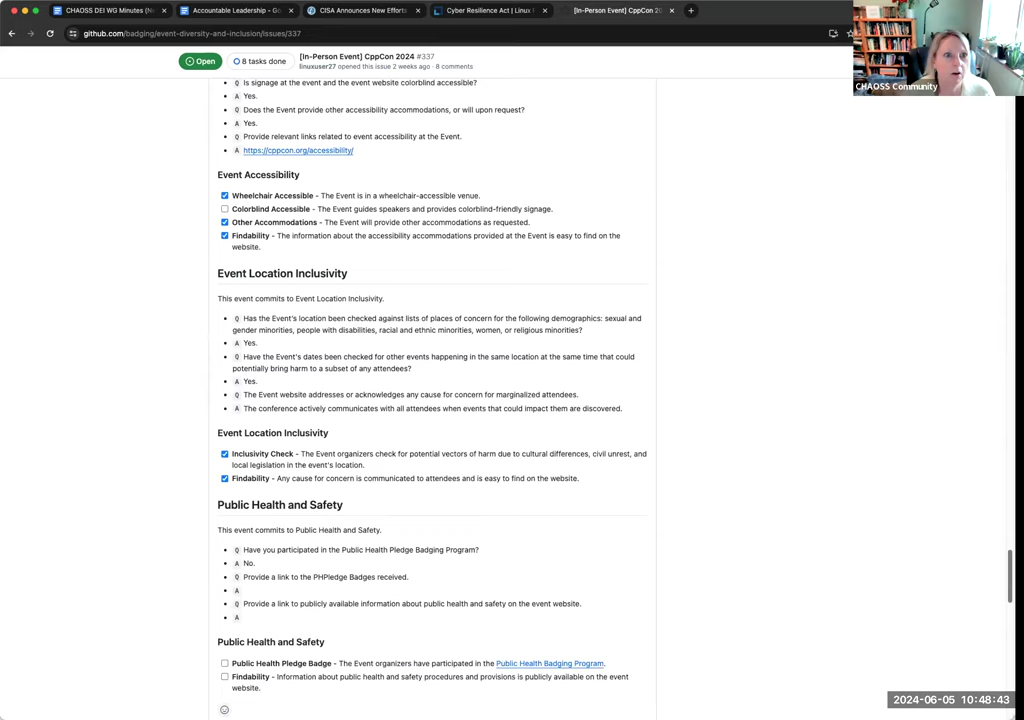 CHAOSS DEI WG Minutes (N
Accountable Leadership - Go
CISA Announces New Efforts
Cyber Resilience Act | Linux F
[In-Person Event] CppCon 20
github.com/badging/event-diversity-and-inclusion/issues/337
Open
8 tasks done
[In-Person Event] CppCon 2024 #337
linuxuser27 opened this issue 2 weeks ago · 8 comments
CHAOSS Community
Q Is signage at the event and the event website colorblind accessible?
A Yes.
Q Does the Event provide other accessibility accommodations, or will upon request?
A Yes.
Q Provide relevant links related to event accessibility at the Event.
A https://cppcon.org/accessibility/
Event Accessibility
Wheelchair Accessible - The Event is in a wheelchair-accessible venue.
Colorblind Accessible - The Event guides speakers and provides colorblind-friendly signage.
Other Accommodations - The Event will provide other accommodations as requested.
Findability - The information about the accessibility accommodations provided at the Event is easy to find on the
website.
Event Location Inclusivity
This event commits to Event Location Inclusivity.
Q Has the Event's location been checked against lists of places of concern for the following demographics: sexual and
gender minorities, people with disabilities, racial and ethnic minorities, women, or religious minorities?
A Yes.
Q Have the Event's dates been checked for other events happening in the same location at the same time that could
potentially bring harm to a subset of any attendees?
A Yes.
Q The Event website addresses or acknowledges any cause for concern for marginalized attendees.
A The conference actively communicates with all attendees when events that could impact them are discovered.
Event Location Inclusivity
Inclusivity Check - The Event organizers check for potential vectors of harm due to cultural differences, civil unrest, and
local legislation in the event's location.
Findability - Any cause for concern is communicated to attendees and is easy to find on the website.
Public Health and Safety
This event commits to Public Health and Safety.
Q Have you participated in the Public Health Pledge Badging Program?
A No.
Q Provide a link to the PHPledge Badges received.
A
Q Provide a link to publicly available information about public health and safety on the event website.
A
Public Health and Safety
Public Health Pledge Badge - The Event organizers have participated in the Public Health Badging Program.
Findability - Information about public health and safety procedures and provisions is publicly available on the event
website.
2024-06-05 10:48:43